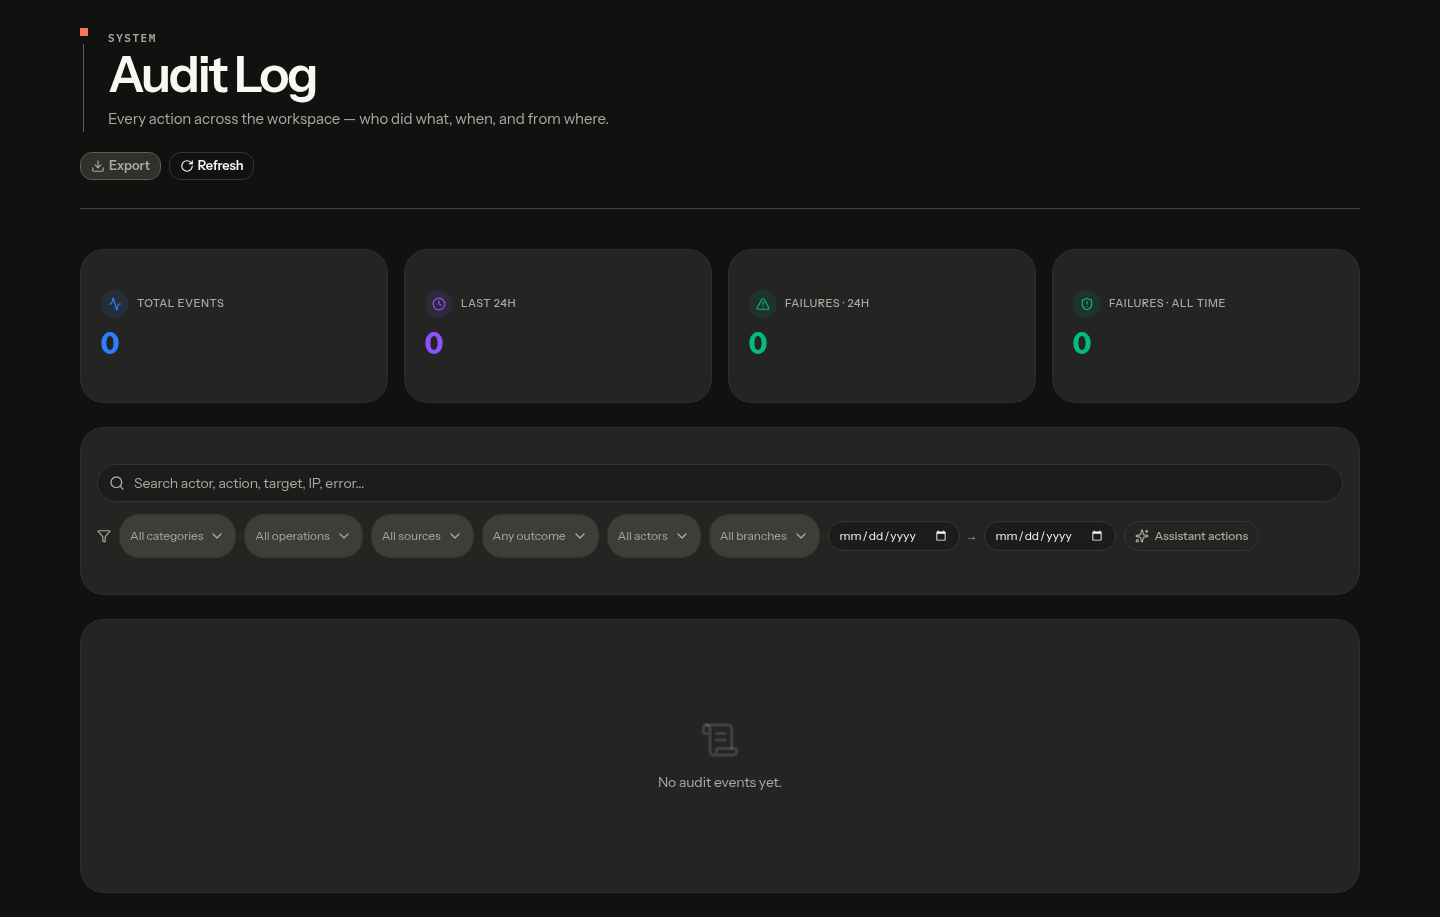 SYSTEM
Audit Log
Every action across the workspace — who did what, when, and from where.
Export Refresh
TOTAL EVENTS LAST 24H FAILURES · 24H FAILURES · ALL TIME
0 0 0 0
Search actor, action, target, IP, error...
All categories All operations All sources Any outcome All actors All branches mm/dd/yyyy → mm/dd/yyyy Assistant actions
No audit events yet.